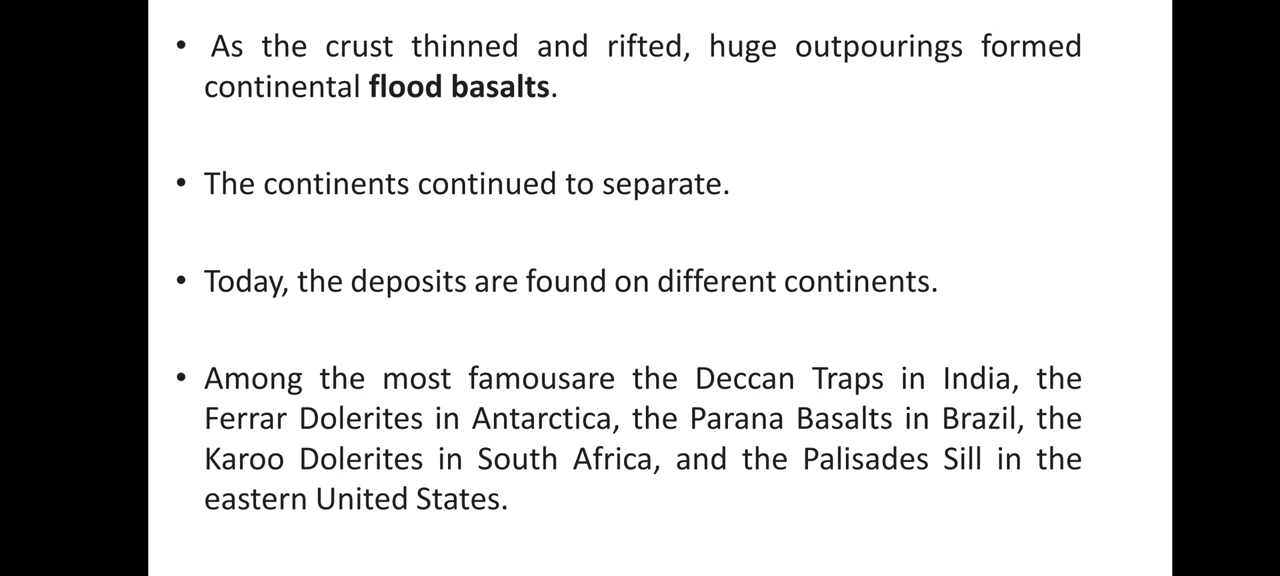 • As the crust thinned and rifted, huge outpourings formed
continental flood basalts.
• The continents continued to separate.
• Today, the deposits are found on different continents.
• Among the most famousare the Deccan Traps in India, the
Ferrar Dolerites in Antarctica, the Parana Basalts in Brazil, the
Karoo Dolerites in South Africa, and the Palisades Sill in the
eastern United States.